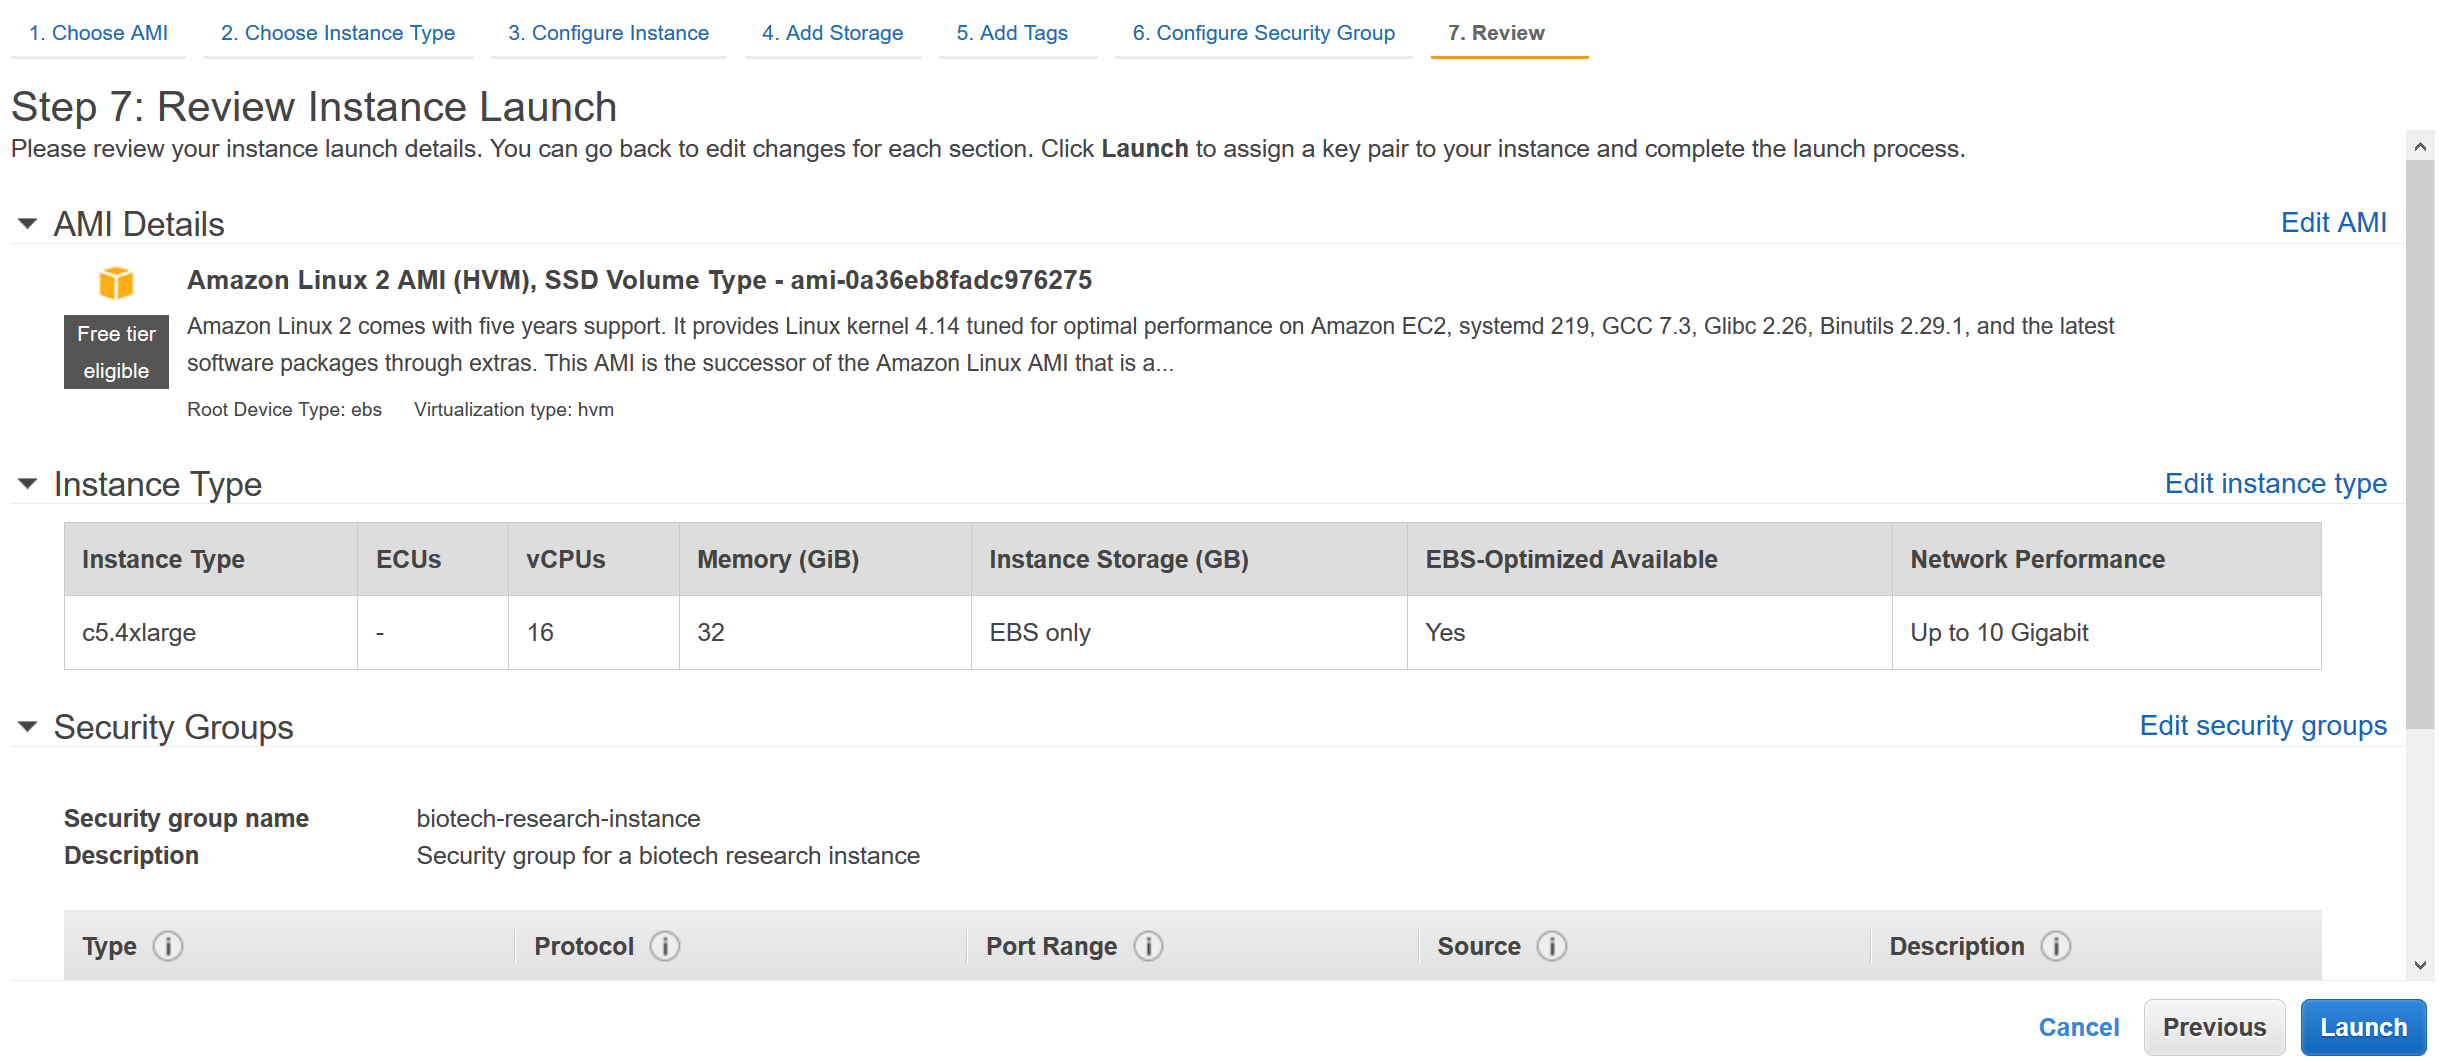 1. Choose AMI 2. Choose Instance Type 3. Configure Instance 4. Add Storage 5. Add Tags 6. Configure Security Group 7. Review
Step 7: Review Instance Launch
Please review your instance launch details. You can go back to edit changes for each section. Click Launch to assign a key pair to your instance and complete the launch process.
AMI Details Edit AMI
Amazon Linux 2 AMI (HVM), SSD Volume Type - ami-0a36eb8fadc976275
Free tier
eligible
Amazon Linux 2 comes with five years support. It provides Linux kernel 4.14 tuned for optimal performance on Amazon EC2, systemd 219, GCC 7.3, Glibc 2.26, Binutils 2.29.1, and the latest
software packages through extras. This AMI is the successor of the Amazon Linux AMI that is a...
Root Device Type: ebs Virtualization type: hvm
Instance Type Edit instance type
Instance Type ECUs vCPUs Memory (GiB) Instance Storage (GB) EBS-Optimized Available Network Performance
c5.4xlarge - 16 32 EBS only Yes Up to 10 Gigabit
Security Groups Edit security groups
Security group name biotech-research-instance
Description Security group for a biotech research instance
Type i Protocol i Port Range i Source i Description i
Cancel Previous Launch